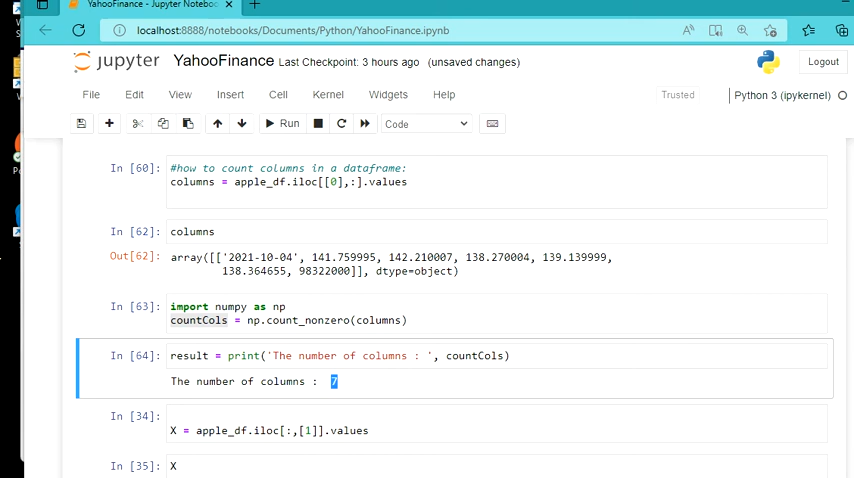 YahooFinance - Jupyter Noteboo
localhost:8888/notebooks/Documents/Python/YahooFinance.ipynb
jupyter YahooFinance Last Checkpoint: 3 hours ago (unsaved changes)
Logout
File Edit View Insert Cell Kernel Widgets Help
Trusted
Python 3 (ipykernel)
Run
Code
In [60]: #how to count columns in a dataframe:
columns = apple_df.iloc[[0],:].values
In [62]: columns
Out[62]: array([['2021-10-04', 141.759995, 142.210007, 138.270004, 139.139999,
138.364655, 98322000]], dtype=object)
In [63]: import numpy as np
countCols = np.count_nonzero(columns)
In [64]: result = print('The number of columns : ', countCols)
The number of columns : 7
In [34]:
X = apple_df.iloc[:,[1]].values
In [35]: X